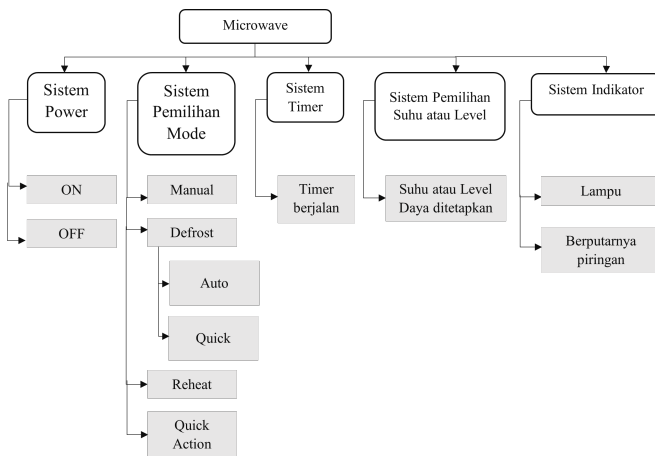 Microwave
Sistem
Power
ON
OFF
Sistem
Pemilihan
Mode
Manual
Defrost
Auto
Quick
Reheat
Quick
Action
Sistem
Timer
Timer
berjalan
Sistem Pemilihan
Suhu atau Level
Suhu atau Level
Daya ditetapkan
Sistem Indikator
Lampu
Berputarnya
piringan